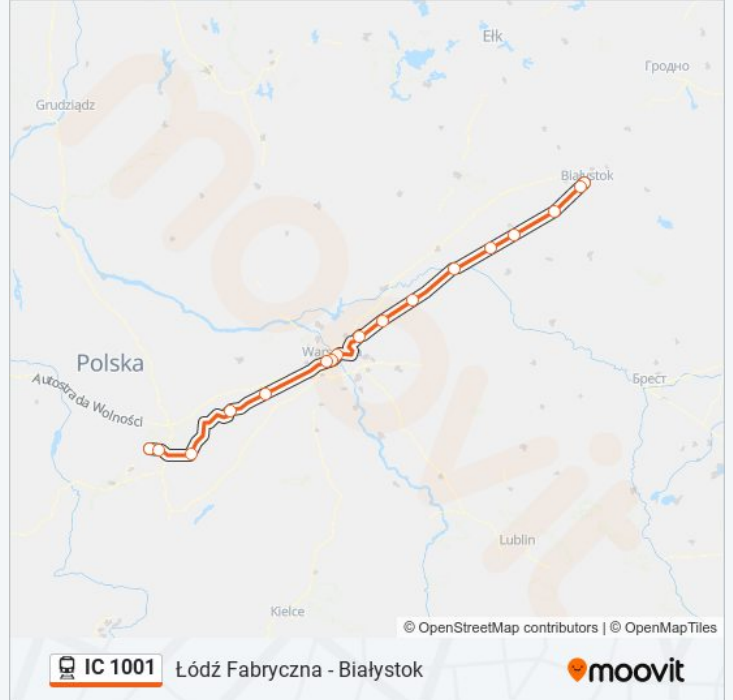 Ełk
Гродно
Grudziądz
Białystok
Polska
Autostrada Wolności
Брест
Lublin
Kielce
moovit
© OpenStreetMap contributors | © OpenMapTiles
IC 1001 Łódź Fabryczna - Białystok
moovit